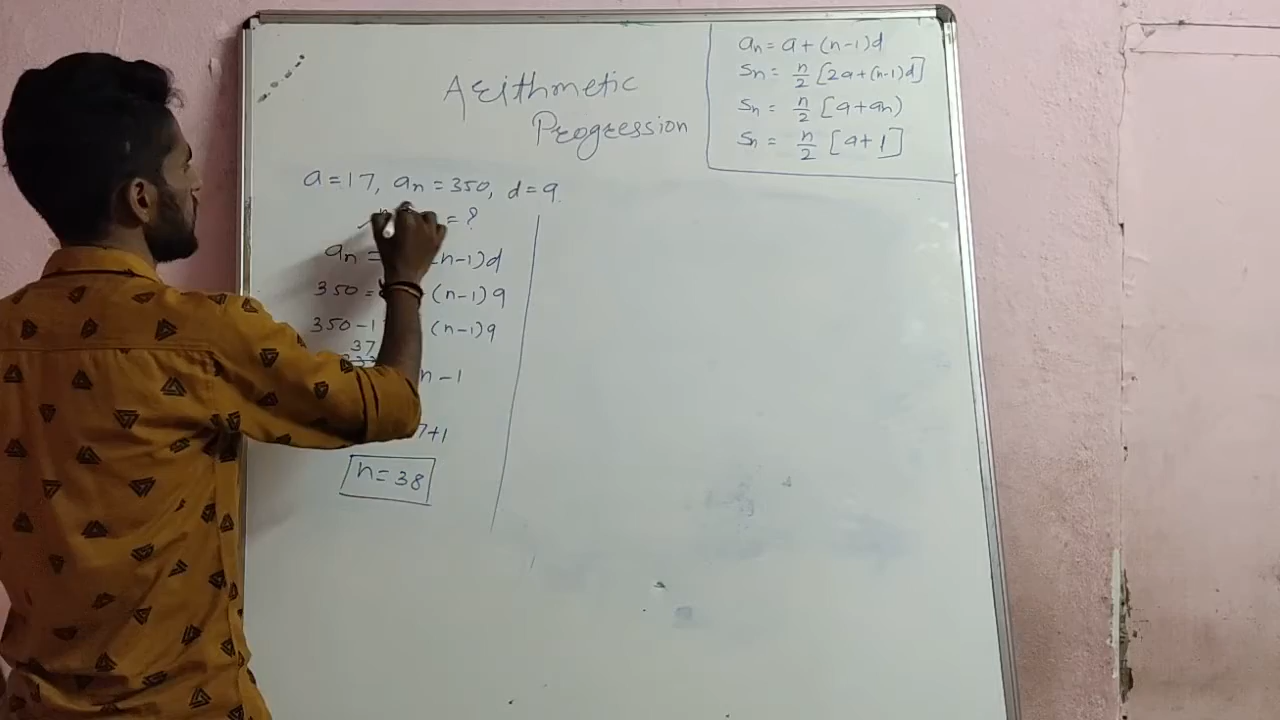 Arithmetic
Progression
an = a + (n-1)d
Sn = n/2 [2a+(n-1)d]
Sn = n/2 [a+an)
Sn = n/2 [a+1]
a=17, an = 350, d = 9.
= ?
an = (n-1)d
350 = (n-1)9
350-1 (n-1)9
37
n-1
7+1
n=38